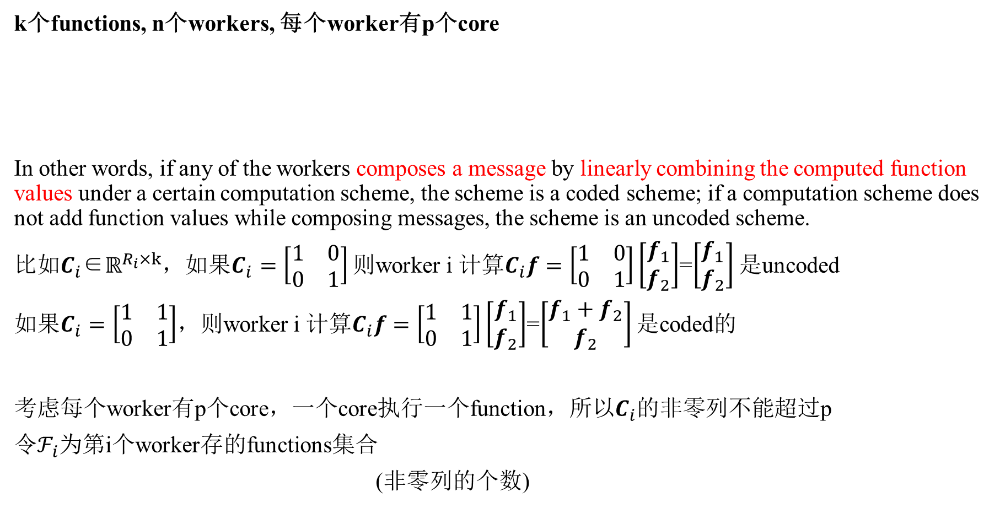 k个functions, n个workers, 每个worker有p个core
In other words, if any of the workers composes a message by linearly combining the computed function
values under a certain computation scheme, the scheme is a coded scheme; if a computation scheme does
not add function values while composing messages, the scheme is an uncoded scheme.
比如$\boldsymbol{C}_i \in \mathbb{R}^{R_i \times \mathrm{k}}$，如果$\boldsymbol{C}_i = \begin{bmatrix} 1 & 0 \\ 0 & 1 \end{bmatrix}$则worker i 计算$\boldsymbol{C}_i \boldsymbol{f} = \begin{bmatrix} 1 & 0 \\ 0 & 1 \end{bmatrix} \begin{bmatrix} \boldsymbol{f}_1 \\ \boldsymbol{f}_2 \end{bmatrix} = \begin{bmatrix} \boldsymbol{f}_1 \\ \boldsymbol{f}_2 \end{bmatrix}$是uncoded
如果$\boldsymbol{C}_i = \begin{bmatrix} 1 & 1 \\ 0 & 1 \end{bmatrix}$，则worker i 计算$\boldsymbol{C}_i \boldsymbol{f} = \begin{bmatrix} 1 & 1 \\ 0 & 1 \end{bmatrix} \begin{bmatrix} \boldsymbol{f}_1 \\ \boldsymbol{f}_2 \end{bmatrix} = \begin{bmatrix} \boldsymbol{f}_1 + \boldsymbol{f}_2 \\ \boldsymbol{f}_2 \end{bmatrix}$是coded的
考虑每个worker有p个core，一个core执行一个function，所以$\boldsymbol{C}_i$的非零列不能超过p
令$\mathcal{F}_i$为第i个worker存的functions集合
(非零列的个数)